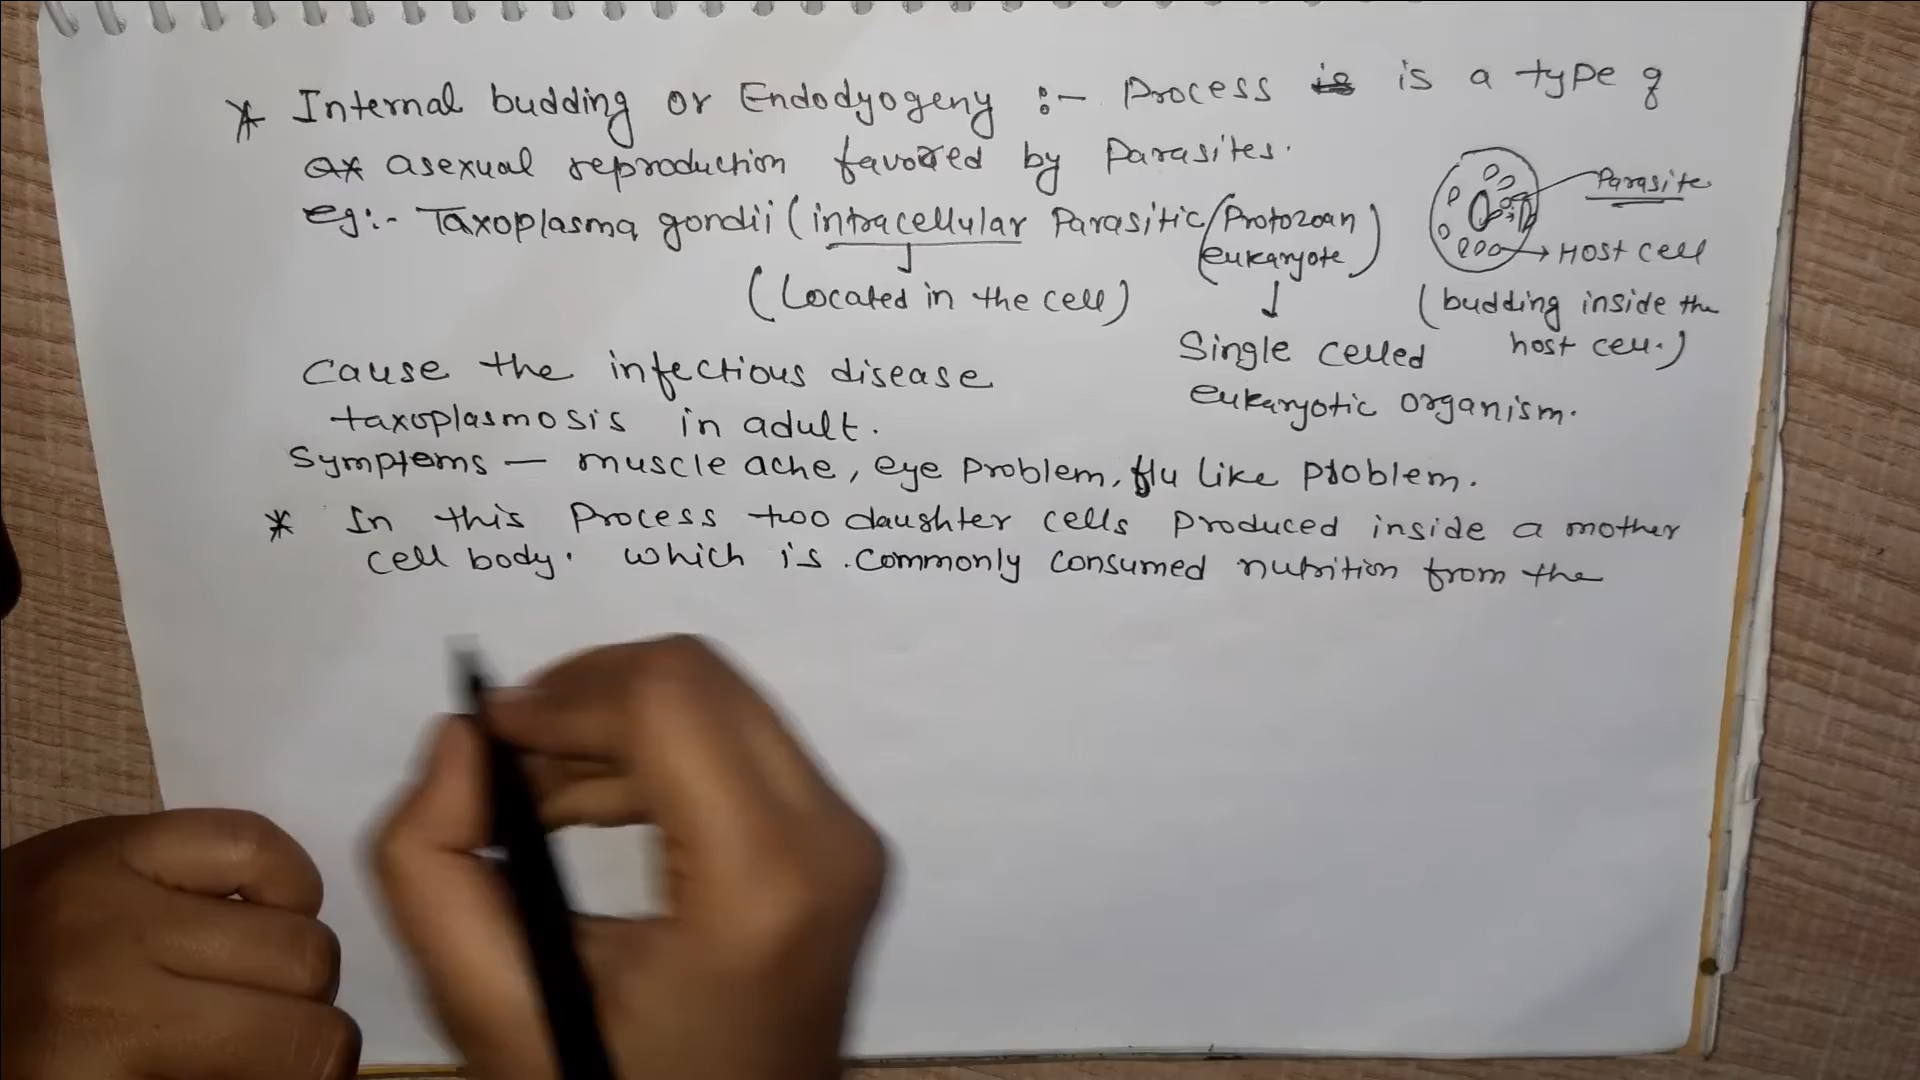 * Internal budding or Endodyogeny :- Process is is a type of
asexual reproduction favored by Parasites.
eg:- Taxoplasma gondii (intracellular Parasitic/Protozoan
eukaryote)
(Located in the cell)
Single celled
eukaryotic organism.
Parasite
Host cell
(budding inside the
host cell.)
Cause the infectious disease
taxoplasmosis in adult.
Symptoms — muscle ache, eye problem, flu like problem.
* In this Process two daughter cells produced inside a mother
cell body. which is commonly consumed nutrition from the